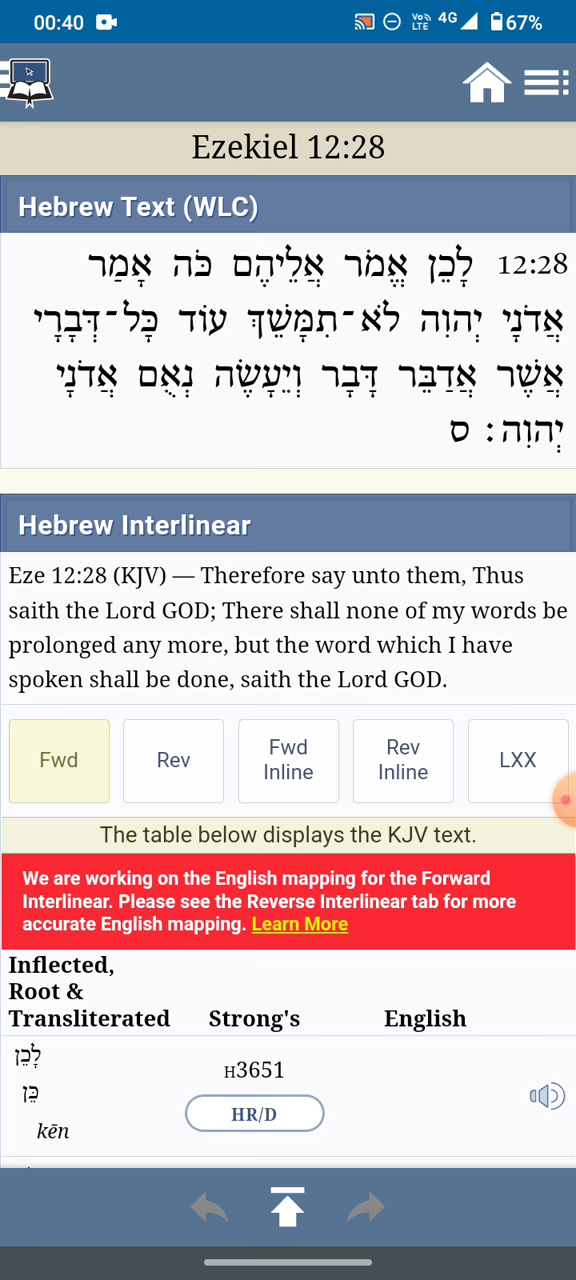 00:40 Vo LTE 4G 67%
Ezekiel 12:28
Hebrew Text (WLC)
12:28 לָכֵן אֱמֹר אֲלֵיהֶם כֹּה אָמַר
אֲדֹנָי יְהוִה לֹא־תִמָּשֵׁךְ עוֹד כָּל־דְּבָרָי
אֲשֶׁר אֲדַבֵּר דָּבָר וְיֵעָשֶׂה נְאֻם אֲדֹנָי
יְהוִה׃ ס
Hebrew Interlinear
Eze 12:28 (KJV) — Therefore say unto them, Thus
saith the Lord GOD; There shall none of my words be
prolonged any more, but the word which I have
spoken shall be done, saith the Lord GOD.
Fwd Rev Fwd Inline Rev Inline LXX
The table below displays the KJV text.
We are working on the English mapping for the Forward
Interlinear. Please see the Reverse Interlinear tab for more
accurate English mapping. Learn More
Inflected,
Root &
Transliterated Strong's English
לָכֵן
H3651
כֵּן
HR/D
kēn